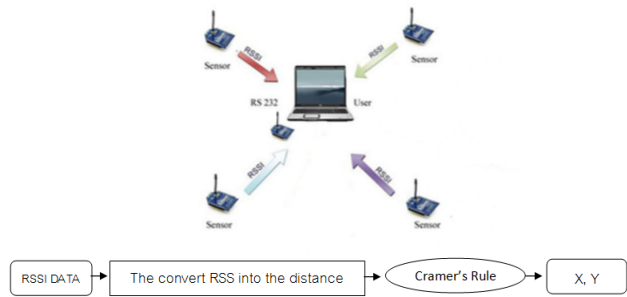 RSSI
RSSI
Sensor
Sensor
RS 232
User
RSSI
RSSI
Sensor
Sensor
RSSI DATA
The convert RSS into the distance
Cramer's Rule
X, Y